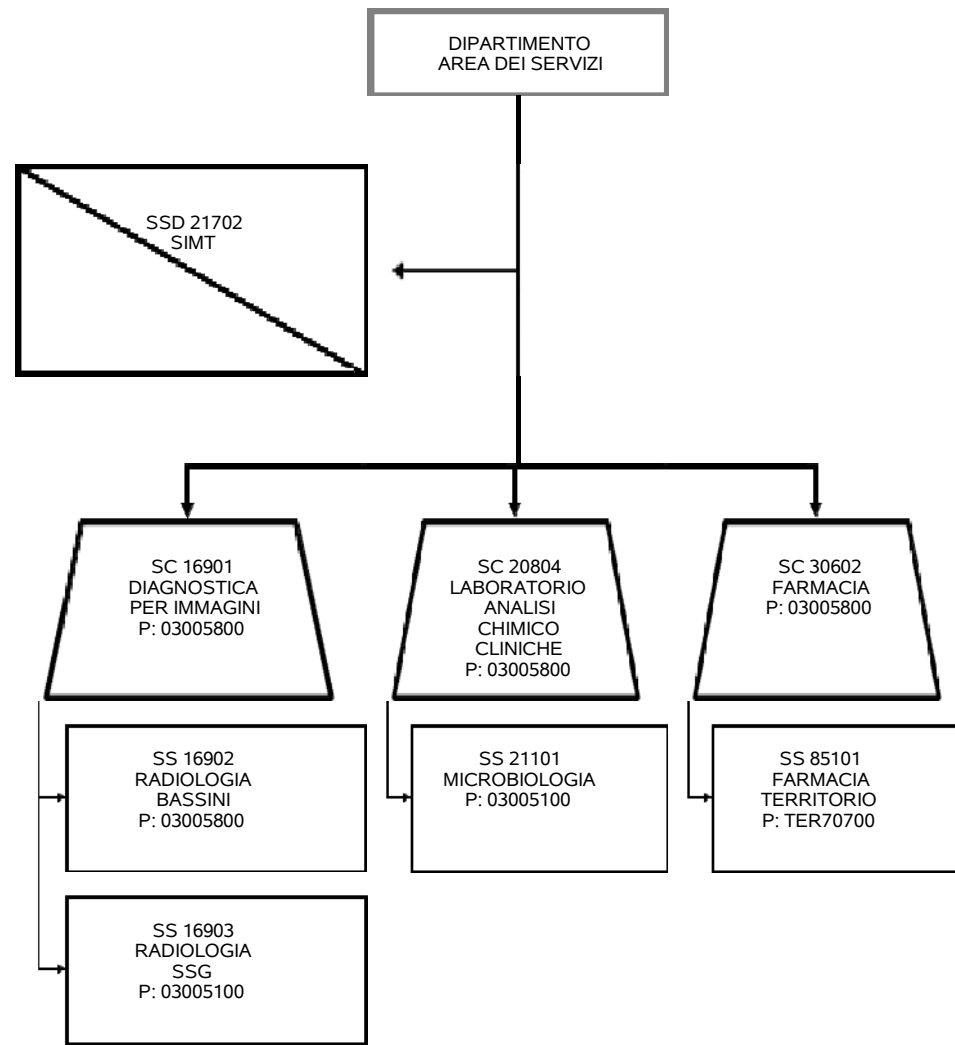 DIPARTIMENTO
AREA DEI SERVIZI
SSD 21702
SIMT
SC 16901
DIAGNOSTICA
PER IMMAGINI
P: 03005800
SC 20804
LABORATORIO
ANALISI
CHIMICO
CLINICHE
P: 03005800
SC 30602
FARMACIA
P: 03005800
SS 16902
RADIOLOGIA
BASSINI
P: 03005800
SS 21101
MICROBIOLOGIA
P: 03005100
SS 85101
FARMACIA
TERRITORIO
P: TER70700
SS 16903
RADIOLOGIA
SSG
P: 03005100